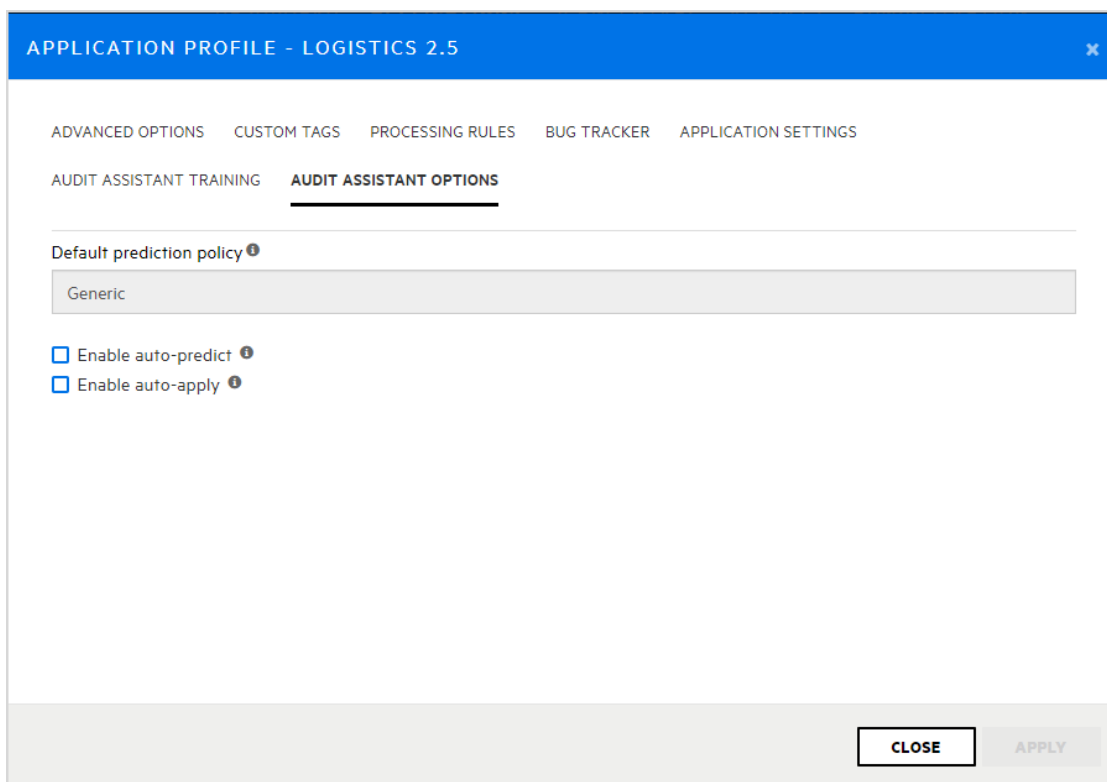 APPLICATION PROFILE - LOGISTICS 2.5
ADVANCED OPTIONS CUSTOM TAGS PROCESSING RULES BUG TRACKER APPLICATION SETTINGS
AUDIT ASSISTANT TRAINING AUDIT ASSISTANT OPTIONS
Default prediction policy
Generic
Enable auto-predict
Enable auto-apply
CLOSE APPLY